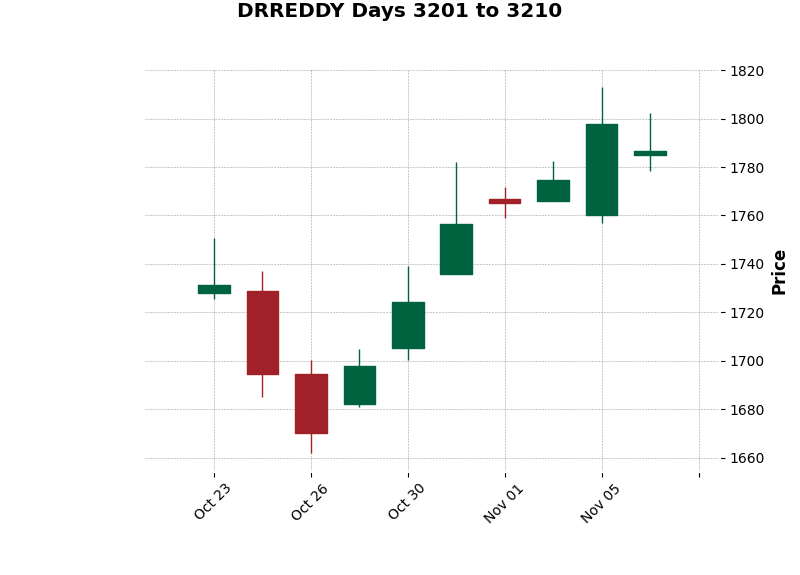 DRREDDY Days 3201 to 3210
1820
1800
1780
1760
1740
1720
1700
1680
1660
Price
Oct 23
Oct 26
Oct 30
Nov 01
Nov 05